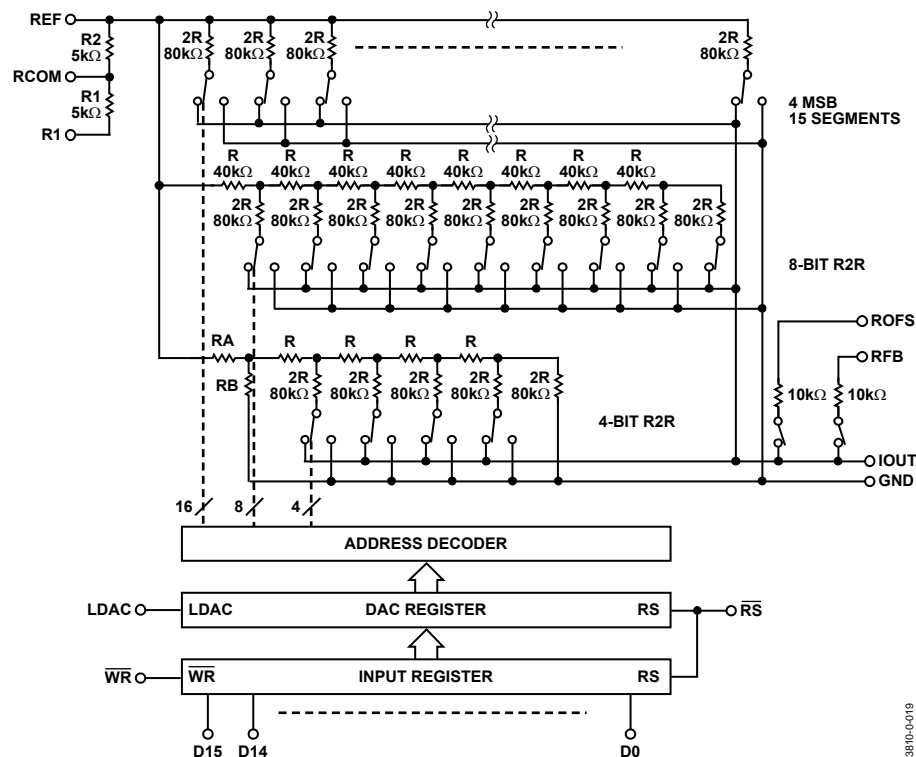 REF
R2
5kΩ
RCOM
R1
5kΩ
R1
2R 2R 2R 2R
80kΩ 80kΩ 80kΩ 80kΩ
4 MSB
15 SEGMENTS
R R R R R R R R
40kΩ 40kΩ 40kΩ 40kΩ 40kΩ 40kΩ 40kΩ 40kΩ
2R 2R 2R 2R 2R 2R 2R 2R 2R
80kΩ 80kΩ 80kΩ 80kΩ 80kΩ 80kΩ 80kΩ 80kΩ 80kΩ
8-BIT R2R
ROFS
RA R R R R
RFB
RB
2R 2R 2R 2R 2R
80kΩ 80kΩ 80kΩ 80kΩ 80kΩ
10kΩ 10kΩ
4-BIT R2R
IOUT
GND
16 8 4
ADDRESS DECODER
LDAC LDAC DAC REGISTER RS R̅S̅
W̅R̅ W̅R̅ INPUT REGISTER RS
D15 D14 D0
3810-0-019